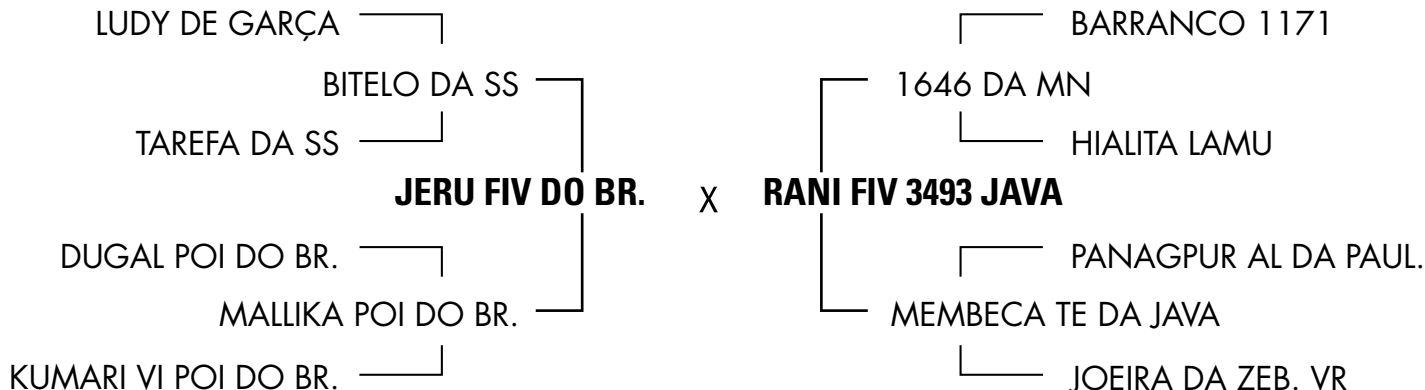 LUDY DE GARÇA BARRANCO 1171
BITELO DA SS 1646 DA MN
TAREFA DA SS HIALITA LAMU
JERU FIV DO BR. X RANI FIV 3493 JAVA
DUGAL POI DO BR. PANAGPUR AL DA PAUL.
MALLIKA POI DO BR. MEMBECA TE DA JAVA
KUMARI VI POI DO BR. JOEIRA DA ZEB. VR